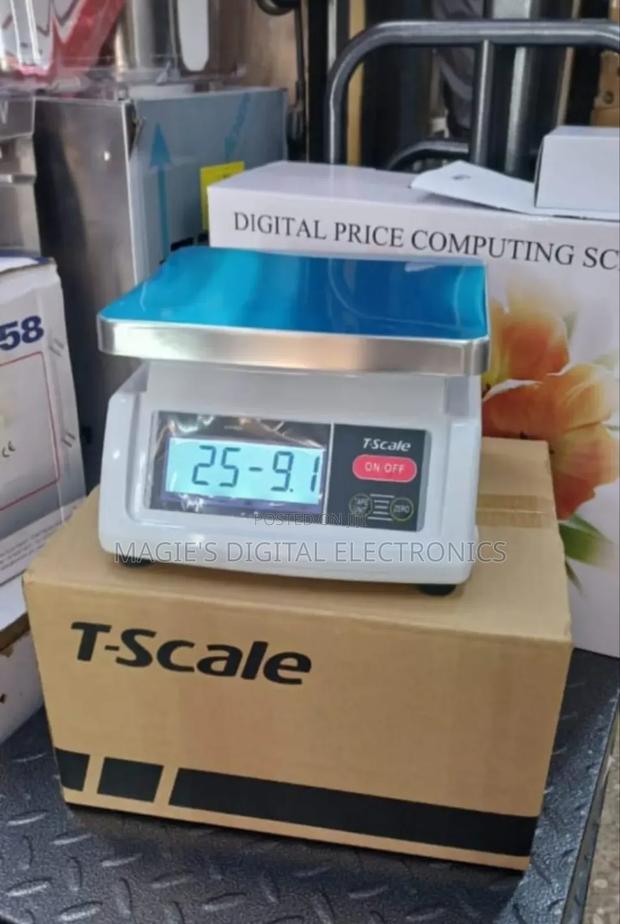 DIGITAL PRICE COMPUTING SC
58
T-Scale
ON OFF
25-9.1
ZERO
POSTED ON JIJI
MAGIE'S DIGITAL ELECTRONICS
T-Scale